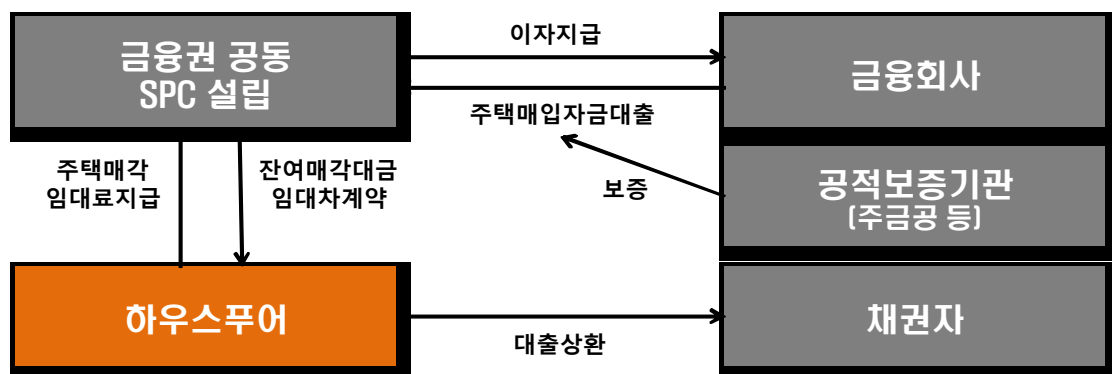 금융권 공동
SPC 설립
이자지급
금융회사
주택매입자금대출
주택매각
임대료지급
잔여매각대금
임대차계약
보증
공적보증기관
(주금공 등)
하우스푸어
대출상환
채권자